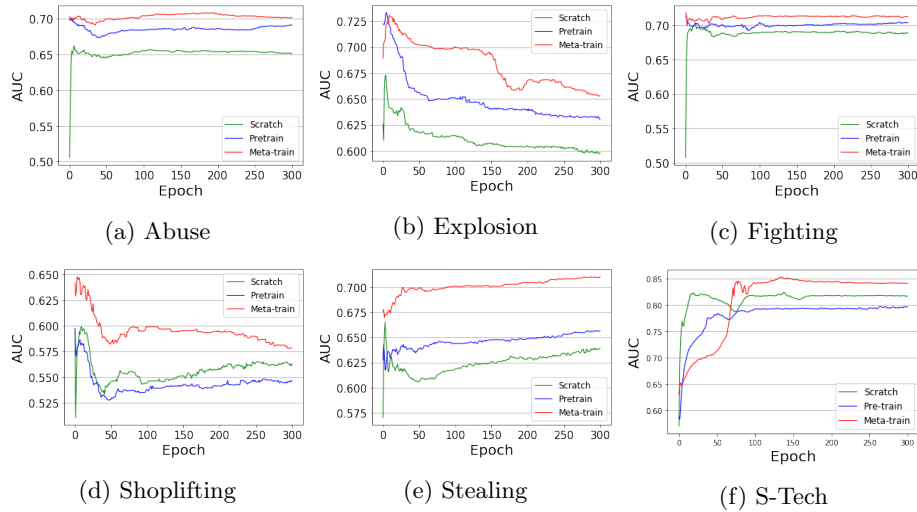 AUC
0.70
0.65
0.60
0.55
0.50
0 50 100 150 200 250 300
Epoch
Scratch
Pretrain
Meta-train
(a) Abuse
AUC
0.725
0.700
0.675
0.650
0.625
0.600
0 50 100 150 200 250 300
Epoch
Scratch
Pretrain
Meta-train
(b) Explosion
AUC
0.70
0.65
0.60
0.55
0.50
0 50 100 150 200 250 300
Epoch
Scratch
Pretrain
Meta-train
(c) Fighting
AUC
0.650
0.625
0.600
0.575
0.550
0.525
0 50 100 150 200 250 300
Epoch
Scratch
Pretrain
Meta-train
(d) Shoplifting
AUC
0.700
0.675
0.650
0.625
0.600
0.575
0 50 100 150 200 250 300
Epoch
Scratch
Pretrain
Meta-train
(e) Stealing
AUC
0.85
0.80
0.75
0.70
0.65
0.60
0 50 100 150 200 250 300
Epoch
Scratch
Pre-train
Meta-train
(f) S-Tech